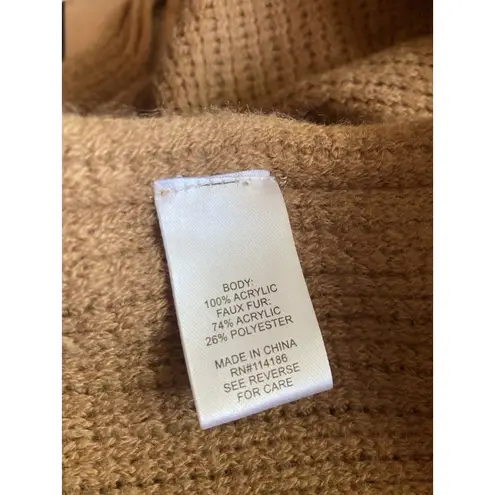 BODY:
100% ACRYLIC
FAUX FUR:
74% ACRYLIC
26% POLYESTER
MADE IN CHINA
RN#114186
SEE REVERSE
FOR CARE